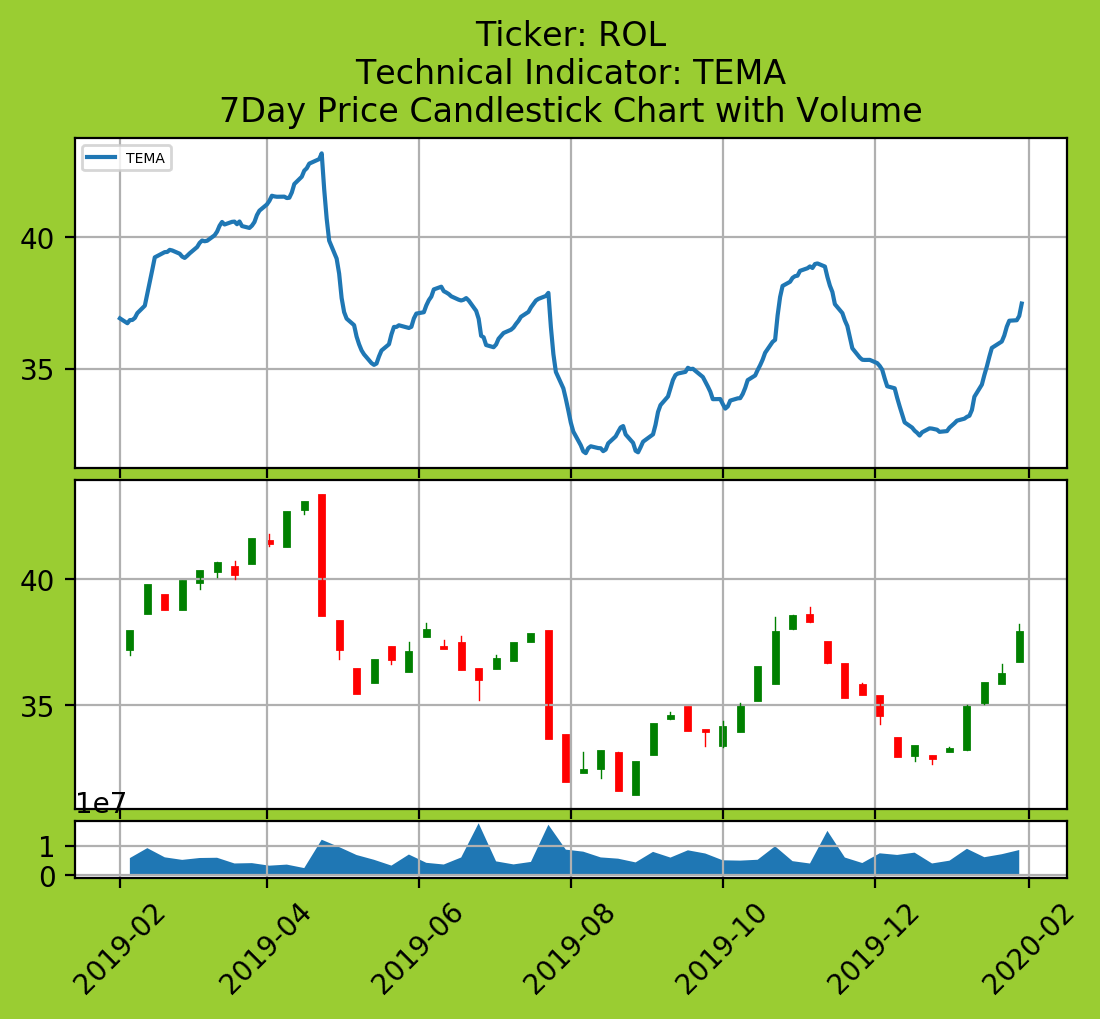 Ticker: ROL
Technical Indicator: TEMA
7Day Price Candlestick Chart with Volume
TEMA
40
35
40
35
1e7
1
0
2019-02
2019-04
2019-06
2019-08
2019-10
2019-12
2020-02